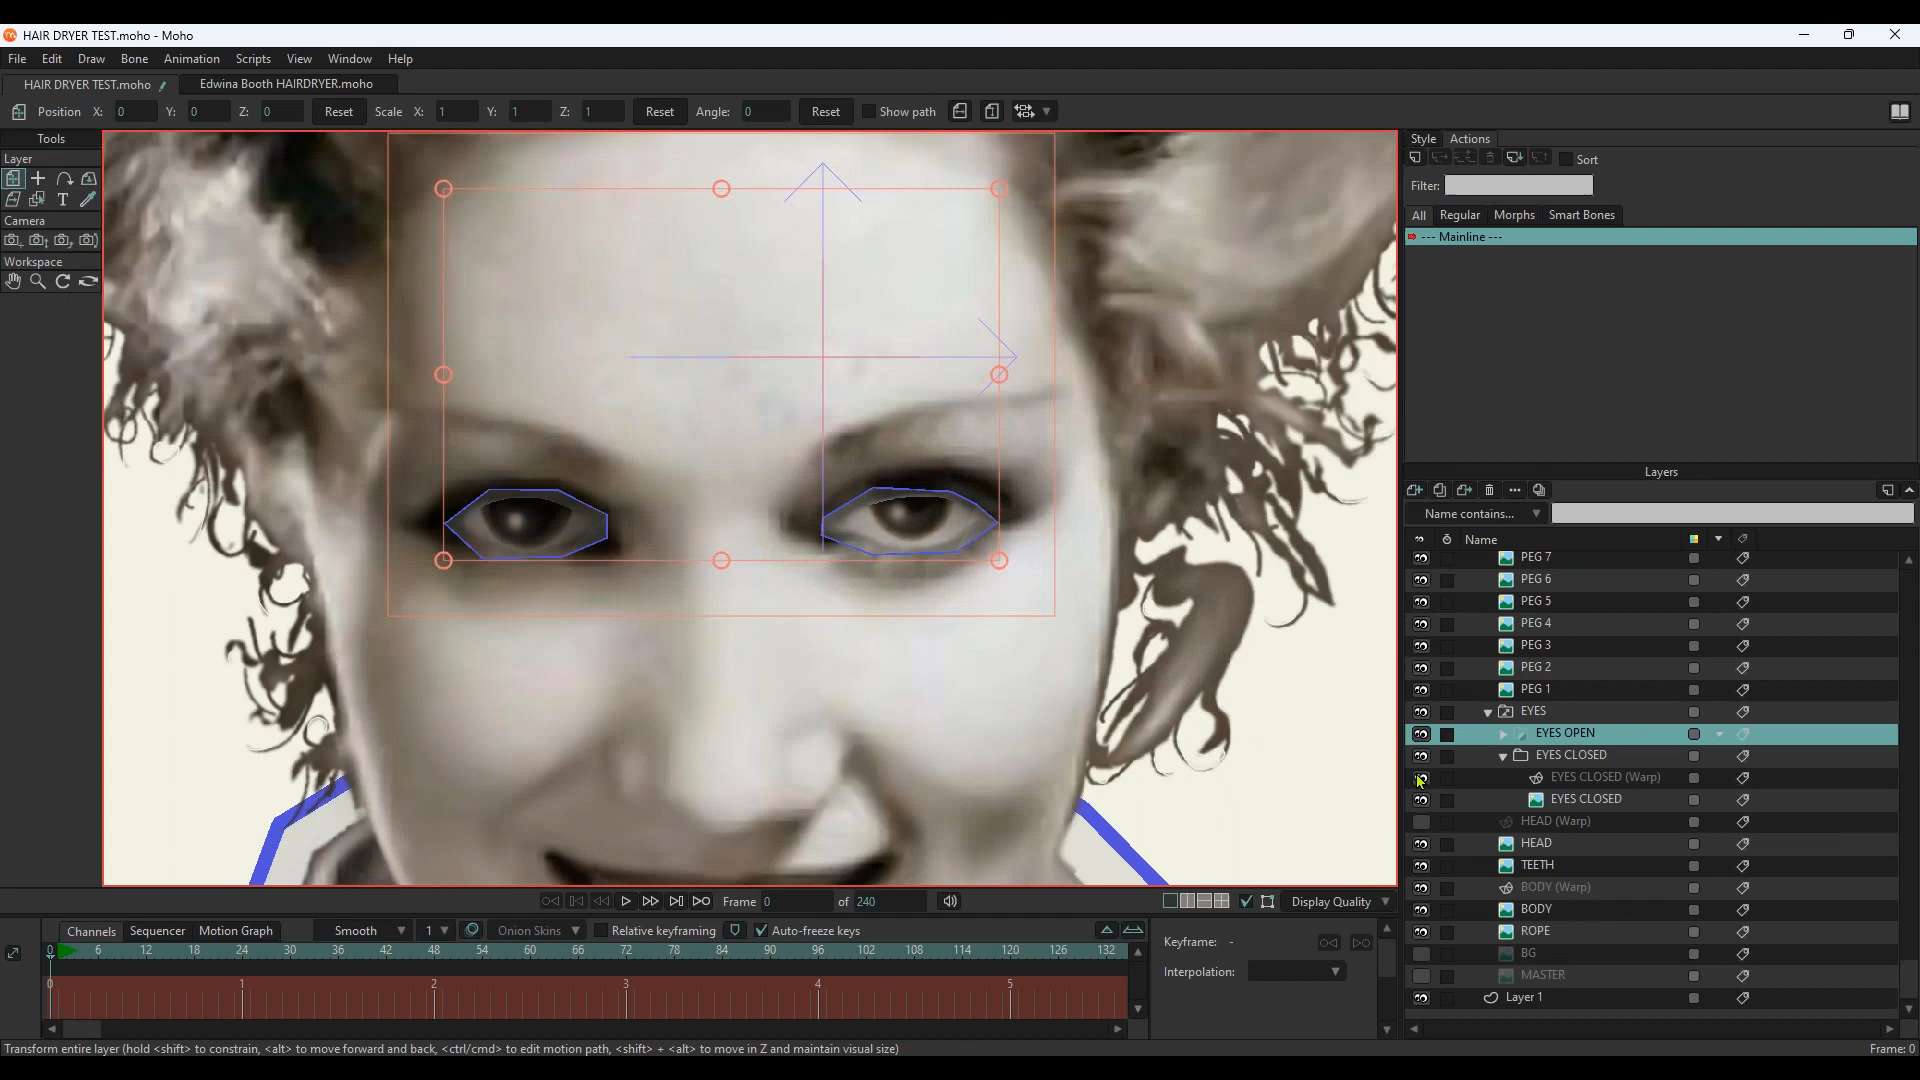 HAIR DRYER TEST.moho - Moho
File Edit Draw Bone Animation Scripts View Window Help
HAIR DRYER TEST.moho Edwina Booth HAIRDRYER.moho
Position X: 0 Y: 0 Z: 0 Reset Scale X: 1 Y: 1 Z: 1 Reset Angle: 0 Reset Show path
Tools
Layer
Camera
Workspace
Style Actions
Sort
Filter:
All Regular Morphs Smart Bones
--- Mainline ---
Layers
Name contains...
Name
PEG 7
PEG 6
PEG 5
PEG 4
PEG 3
PEG 2
PEG 1
EYES
EYES OPEN
EYES CLOSED
EYES CLOSED (Warp)
EYES CLOSED
HEAD (Warp)
HEAD
TEETH
BODY (Warp)
BODY
ROPE
BG
MASTER
Layer 1
Frame 0 of 240 Display Quality
Channels Sequencer Motion Graph Smooth 1 Onion Skins Relative keyframing Auto-freeze keys
0 6 12 18 24 30 36 42 48 54 60 66 72 78 84 90 96 102 108 114 120 126 132
0 1 2 3 4 5
Keyframe: -
Interpolation:
Transform entire layer (hold <shift> to constrain, <alt> to move forward and back, <ctrl/cmd> to edit motion path, <shift> + <alt> to move in Z and maintain visual size) Frame: 0